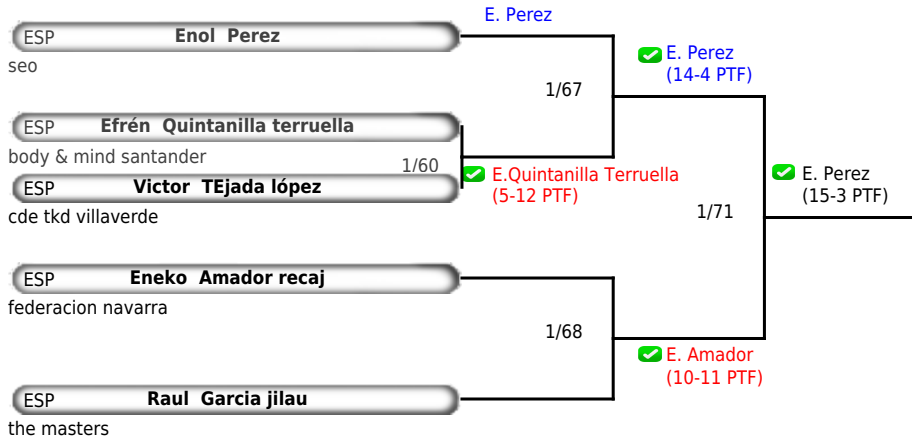 E. Perez
ESP Enol Perez
seo
E. Perez
(14-4 PTF)
1/67
ESP Efrén Quintanilla terruella
body & mind santander
1/60
E.Quintanilla Terruella
(5-12 PTF)
ESP Victor TEjada lópez
cde tkd villaverde
E. Perez
(15-3 PTF)
1/71
ESP Eneko Amador recaj
federacion navarra
1/68
E. Amador
(10-11 PTF)
ESP Raul Garcia jilau
the masters